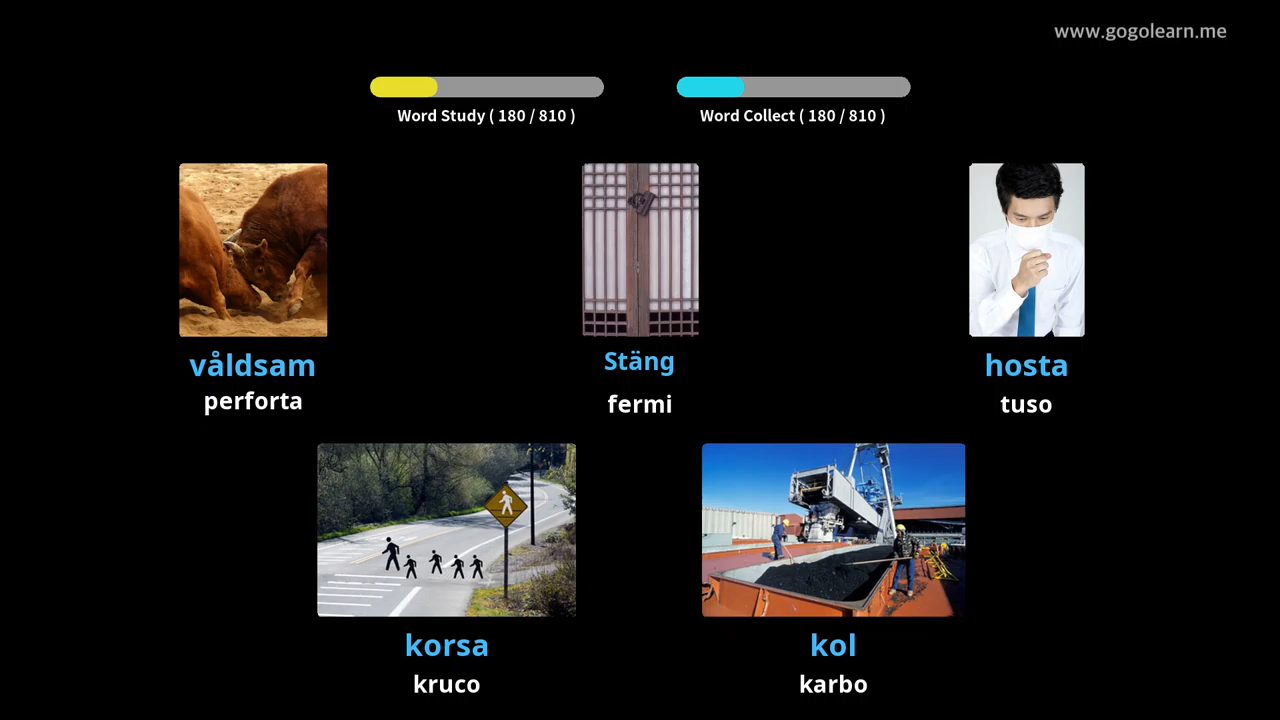 www.gogolearn.me
Word Study ( 180 / 810 )
Word Collect ( 180 / 810 )
våldsam
perforta
Stäng
fermi
hosta
tuso
korsa
kruco
kol
karbo